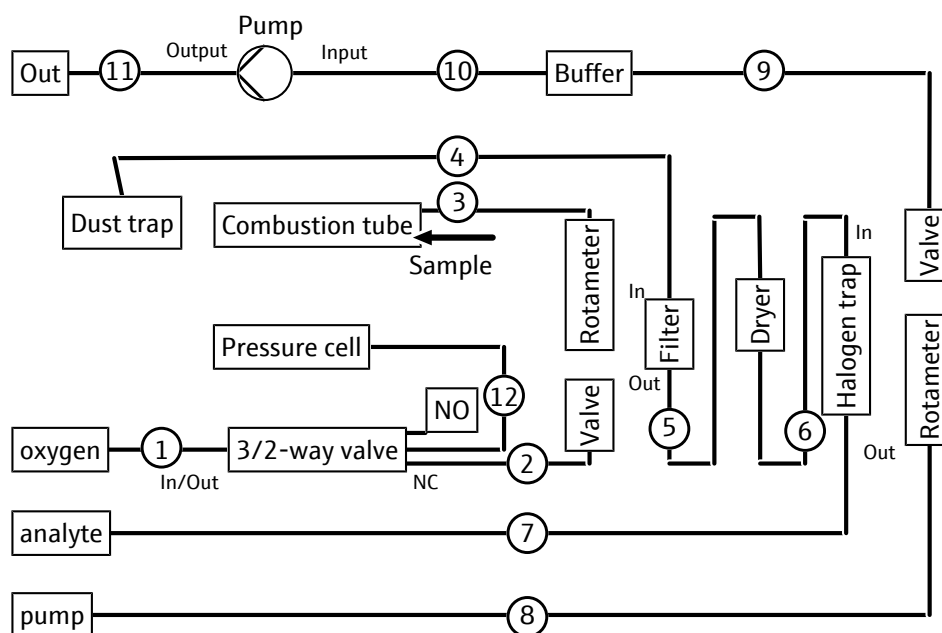 Pump
Output
Input
Out
11
10
Buffer
9
4
3
Dust trap
Combustion tube
Sample
Rotameter
In
Filter
Out
Dryer
In
Halogen trap
Out
Valve
Rotameter
Pressure cell
12
NO
Valve
5
6
oxygen
1
3/2-way valve
In/Out
NC
2
analyte
7
pump
8